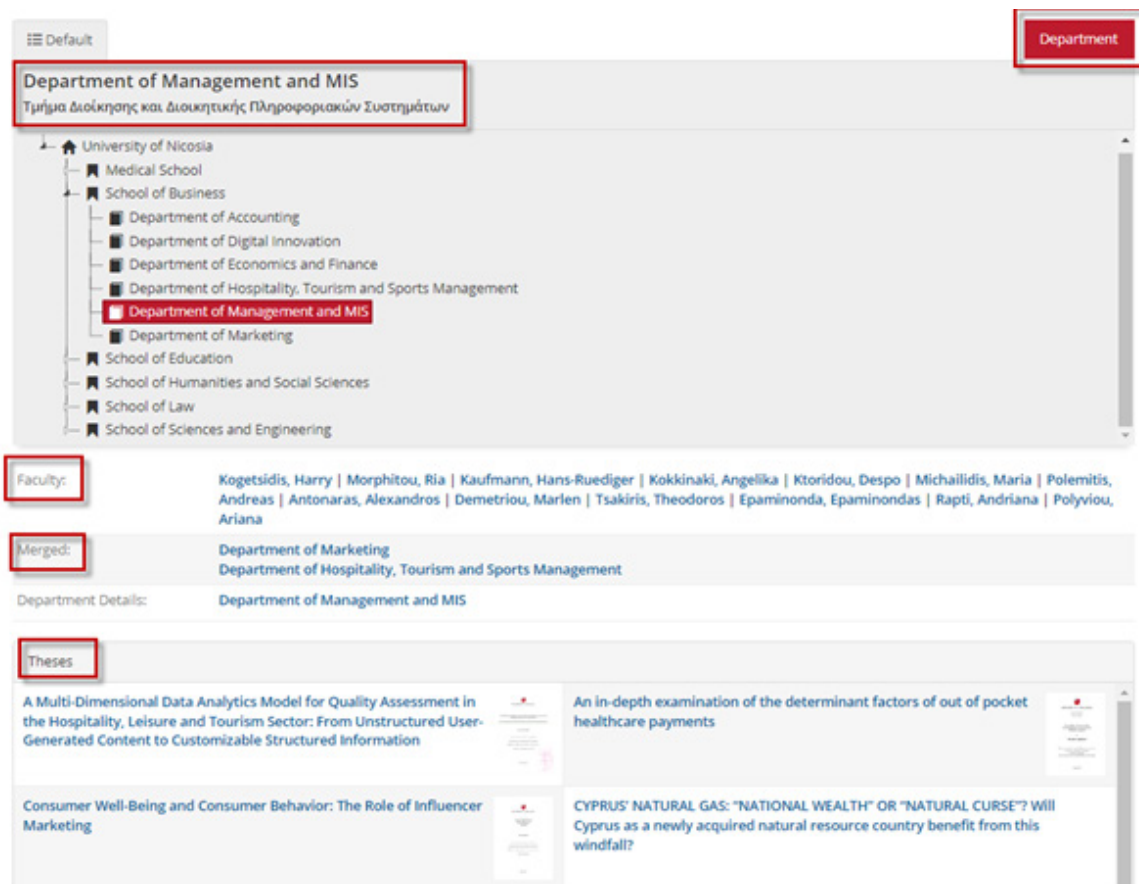 Default
Department
Department of Management and MIS
Τμήμα Διοίκησης και Διοικητικής Πληροφοριακών Συστημάτων
University of Nicosia
Medical School
School of Business
Department of Accounting
Department of Digital Innovation
Department of Economics and Finance
Department of Hospitality, Tourism and Sports Management
Department of Management and MIS
Department of Marketing
School of Education
School of Humanities and Social Sciences
School of Law
School of Sciences and Engineering
Faculty:
Kogetsidis, Harry | Morphitou, Ria | Kaufmann, Hans-Ruediger | Kokkinaki, Angelika | Ktoridou, Despo | Michailidis, Maria | Polemitis,
Andreas | Antonaras, Alexandros | Demetriou, Marlen | Tsakiris, Theodoros | Epaminonda, Epaminondas | Rapti, Andriana | Polyviou,
Ariana
Merged:
Department of Marketing
Department of Hospitality, Tourism and Sports Management
Department Details:
Department of Management and MIS
Theses
A Multi-Dimensional Data Analytics Model for Quality Assessment in
the Hospitality, Leisure and Tourism Sector: From Unstructured User-
Generated Content to Customizable Structured Information
An in-depth examination of the determinant factors of out of pocket
healthcare payments
Consumer Well-Being and Consumer Behavior: The Role of Influencer
Marketing
CYPRUS' NATURAL GAS: "NATIONAL WEALTH" OR "NATURAL CURSE"? Will
Cyprus as a newly acquired natural resource country benefit from this
windfall?